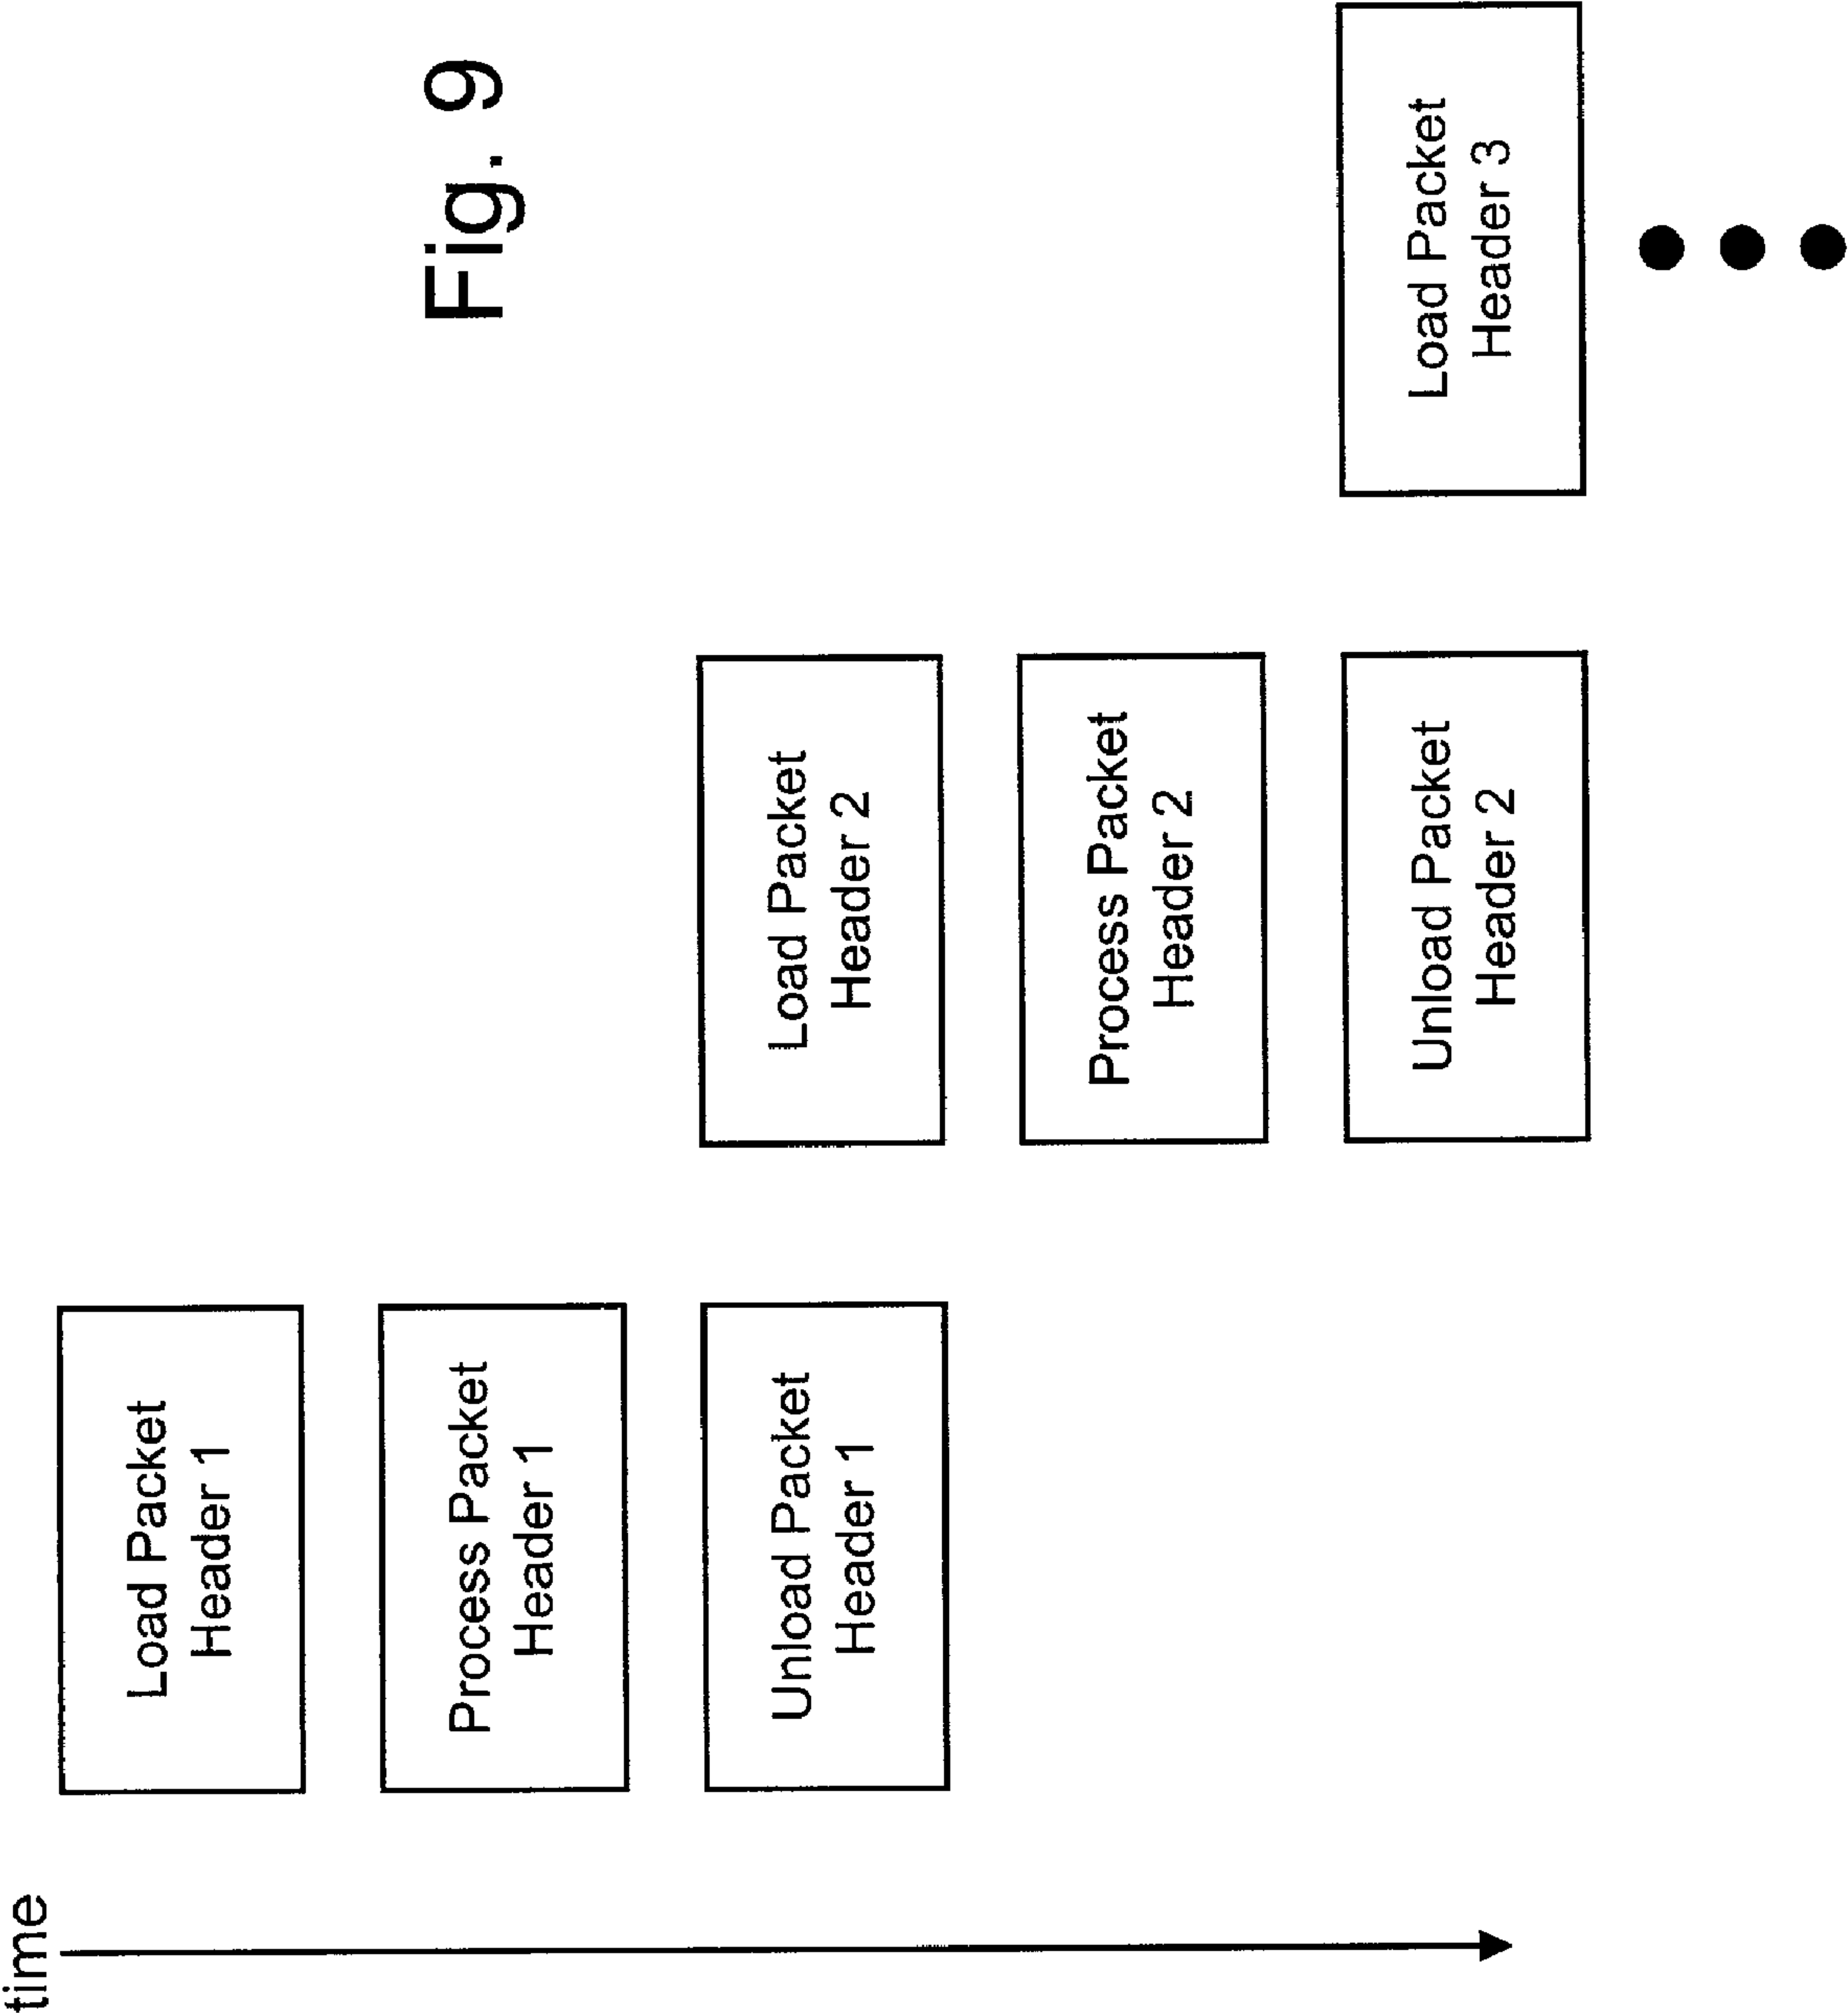 time
Load Packet
Header 1
Process Packet
Header 1
Unload Packet
Header 1
Load Packet
Header 2
Process Packet
Header 2
Unload Packet
Header 2
Load Packet
Header 3
Fig. 9